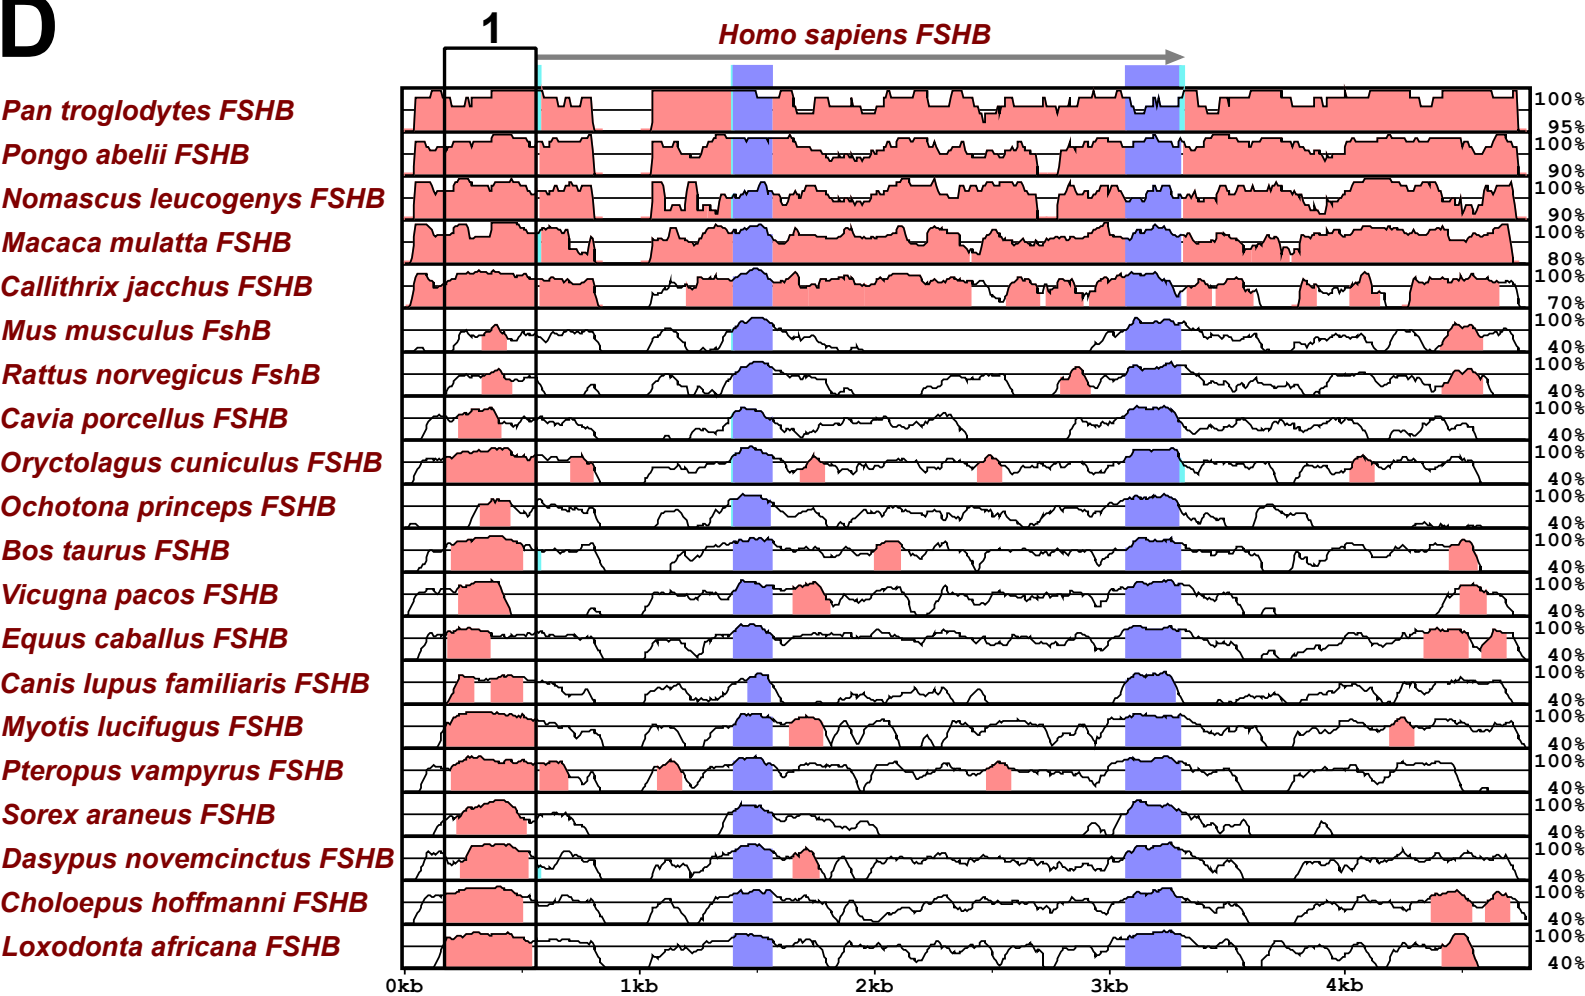 D
1
Homo sapiens FSHB
Pan troglodytes FSHB 100%
95%
Pongo abelii FSHB 100%
90%
Nomascus leucogenys FSHB 100%
90%
Macaca mulatta FSHB 100%
80%
Callithrix jacchus FSHB 100%
70%
Mus musculus FshB 100%
40%
Rattus norvegicus FshB 100%
40%
Cavia porcellus FSHB 100%
40%
Oryctolagus cuniculus FSHB 100%
40%
Ochotona princeps FSHB 100%
40%
Bos taurus FSHB 100%
40%
Vicugna pacos FSHB 100%
40%
Equus caballus FSHB 100%
40%
Canis lupus familiaris FSHB 100%
40%
Myotis lucifugus FSHB 100%
40%
Pteropus vampyrus FSHB 100%
40%
Sorex araneus FSHB 100%
40%
Dasypus novemcinctus FSHB 100%
40%
Choloepus hoffmanni FSHB 100%
40%
Loxodonta africana FSHB 100%
40%
0kb 1kb 2kb 3kb 4kb